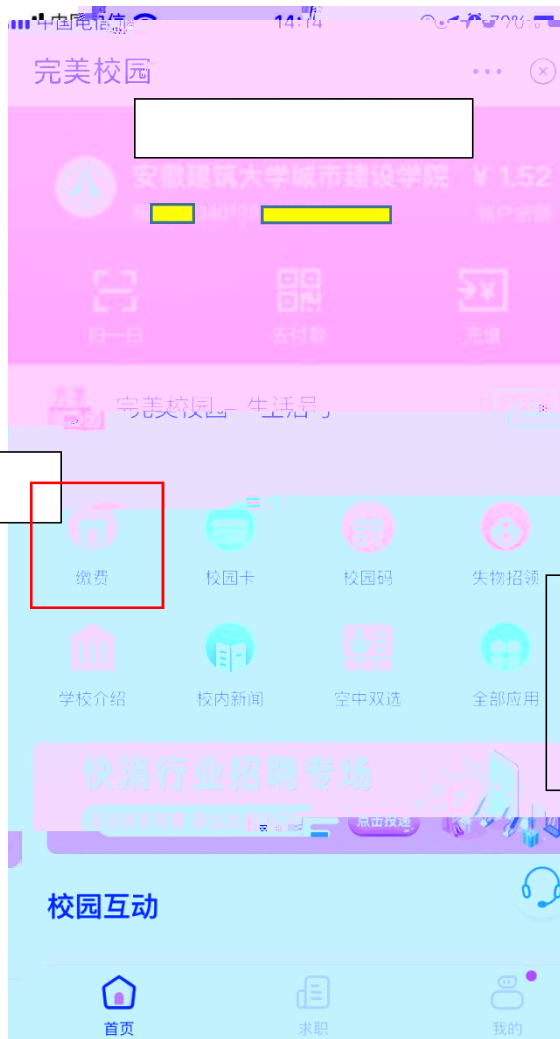 中国电信 14:14 79%
完美校园
安徽建筑大学城市建设学院 ¥ 1.52
账户余额
扫一扫 去付款 充值
完美校园 – 生活号
缴费 校园卡 校园码 失物招领
学校介绍 校内新闻 空中双选 全部应用
快消行业招聘专场
点击投递
校园互动
首页 求职 我的